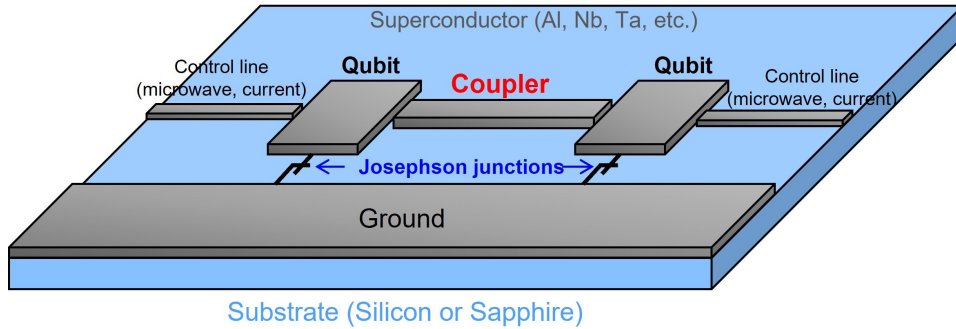 Superconductor (Al, Nb, Ta, etc.)
Qubit
Qubit
Control line
(microwave, current)
Coupler
Control line
(microwave, current)
Josephson junctions
Ground
Substrate (Silicon or Sapphire)